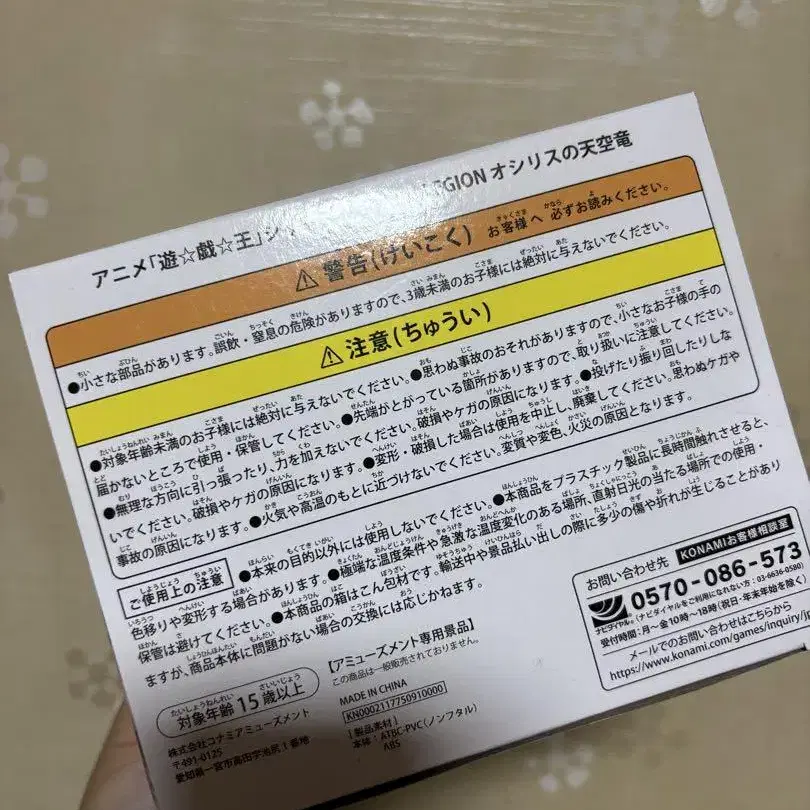 アニメ「遊☆戯☆王」シ
GION オシリスの天空竜
⚠ 警告(けいこく) お客様へ 必ずお読みください。
●小さな部品があります。誤飲・窒息の危険がありますので、3歳未満のお子様には絶対に与えないでください。
⚠ 注意(ちゅうい)
●対象年齢未満のお子様には絶対に与えないでください。●思わぬ事故のおそれがありますので、小さなお子様の手の
届かないところで使用・保管してください。●先端がとがっている箇所がありますので、取り扱いに注意してください。
●無理な方向に引っ張ったり、力を加えないでください。破損やケガの原因になります。●投げたり振り回したりしな
いでください。破損やケガの原因になります。●変形・破損した場合は使用を中止し、廃棄してください。思わぬケガや
事故の原因になります。●火気や高温のもとに近づけないでください。変質や変色、火災の原因となります。
ご使用上の注意
●本来の目的以外には使用しないでください。●本商品をプラスチック製品に長時間触れさせると、
色移りや変形する場合があります。●極端な温度条件や急激な温度変化のある場所、直射日光の当たる場所での使用・
保管は避けてください。●本商品の箱はこん包材です。輸送中や景品払い出しの際に多少の傷や折れが生じることがあり
ますが、商品本体に問題がない場合の交換には応じかねます。
対象年齢 15歳以上
株式会社コナミアミューズメント
〒491-0125
愛知県一宮市高田字池尻1番地
【アミューズメント専用景品】
この商品は一般販売されておりません。
MADE IN CHINA
KN0002117750910000
[製品素材]
本体:ATBC-PVC(ノンフタル)
ABS
お問い合わせ先 KONAMIお客様相談室
ナビダイヤル® 0570-086-573
(ナビダイヤルをご利用になれない方:03-6636-0580)
受付時間:月~金10時~18時(祝日・年末年始を除く)
メールでのお問い合わせはこちらから
https://www.konami.com/games/inquiry/jp